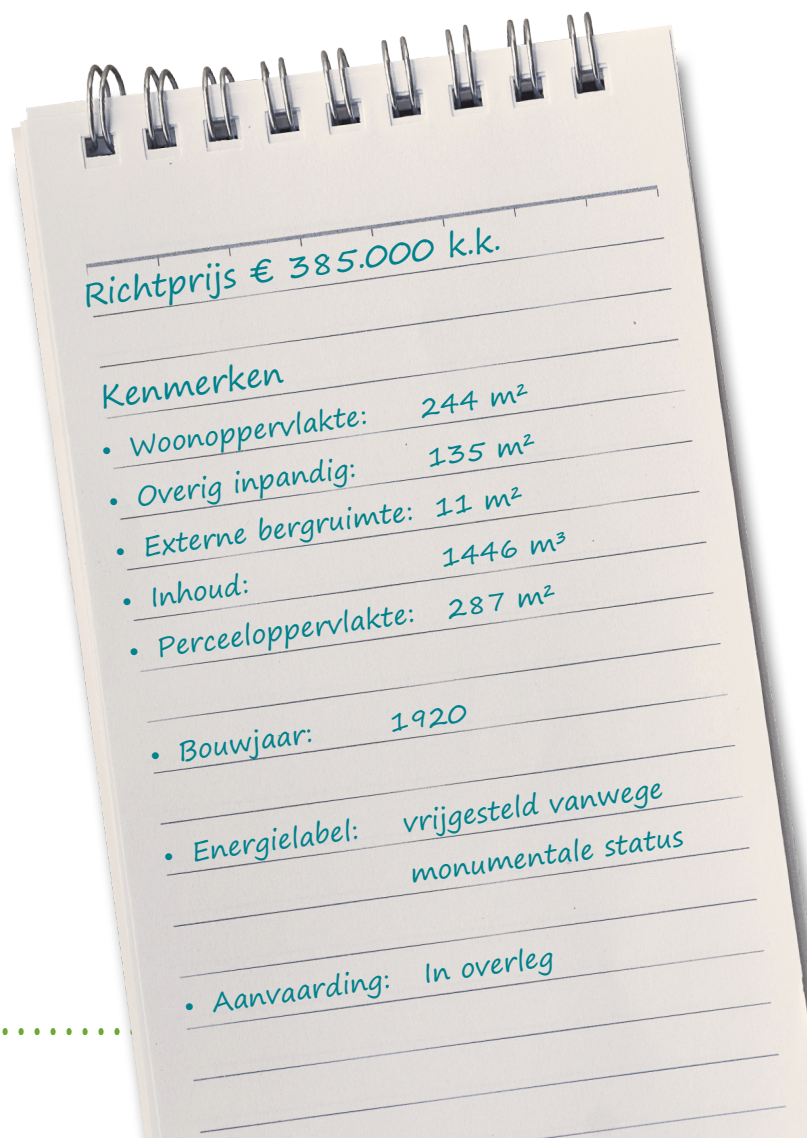 Richtprijs € 385.000 k.k.
Kenmerken
• Woonoppervlakte: 244 m²
• Overig inpandig: 135 m²
• Externe bergruimte: 11 m²
• Inhoud: 1446 m³
• Perceeloppervlakte: 287 m²
• Bouwjaar: 1920
• Energielabel: vrijgesteld vanwege
monumentale status
• Aanvaarding: In overleg